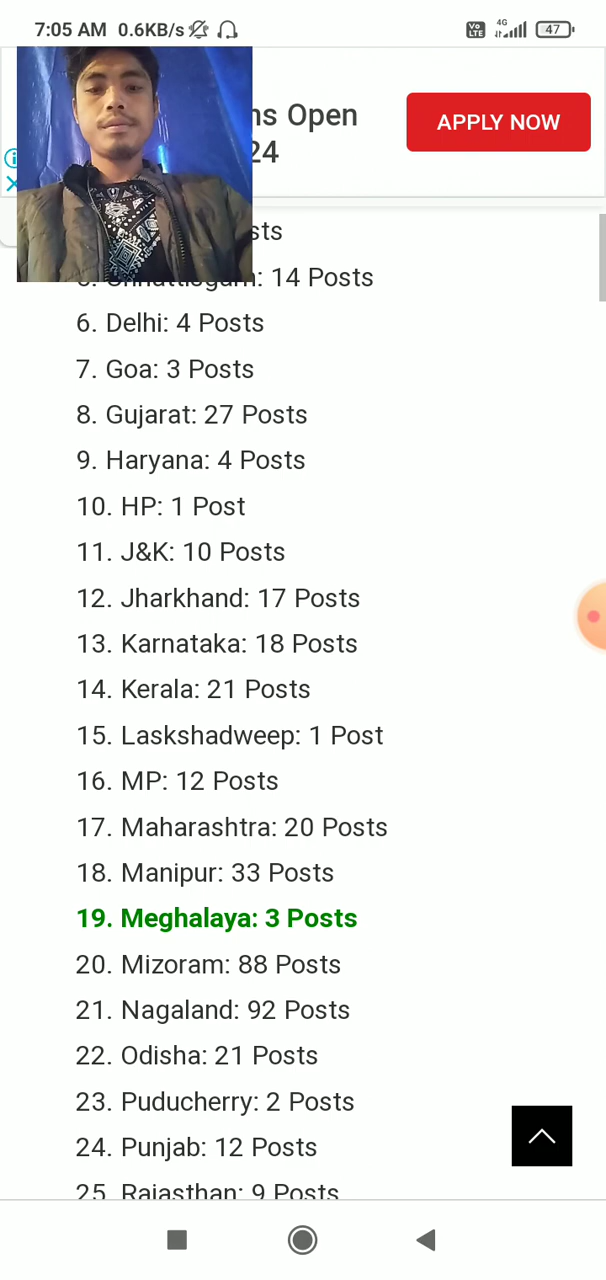 7:05 AM 0.6KB/s Vo LTE 4G 47
ns Open
24
APPLY NOW
sts
14 Posts
6. Delhi: 4 Posts
7. Goa: 3 Posts
8. Gujarat: 27 Posts
9. Haryana: 4 Posts
10. HP: 1 Post
11. J&K: 10 Posts
12. Jharkhand: 17 Posts
13. Karnataka: 18 Posts
14. Kerala: 21 Posts
15. Laskshadweep: 1 Post
16. MP: 12 Posts
17. Maharashtra: 20 Posts
18. Manipur: 33 Posts
19. Meghalaya: 3 Posts
20. Mizoram: 88 Posts
21. Nagaland: 92 Posts
22. Odisha: 21 Posts
23. Puducherry: 2 Posts
24. Punjab: 12 Posts
25. Rajasthan: 9 Posts